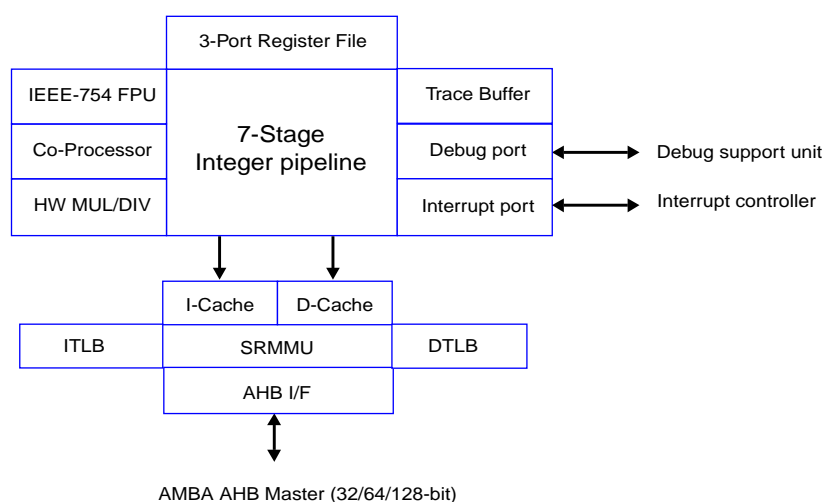 3-Port Register File
IEEE-754 FPU
Trace Buffer
7-Stage
Integer pipeline
Co-Processor
Debug port
Debug support unit
HW MUL/DIV
Interrupt port
Interrupt controller
I-Cache
D-Cache
ITLB
SRMMU
DTLB
AHB I/F
AMBA AHB Master (32/64/128-bit)